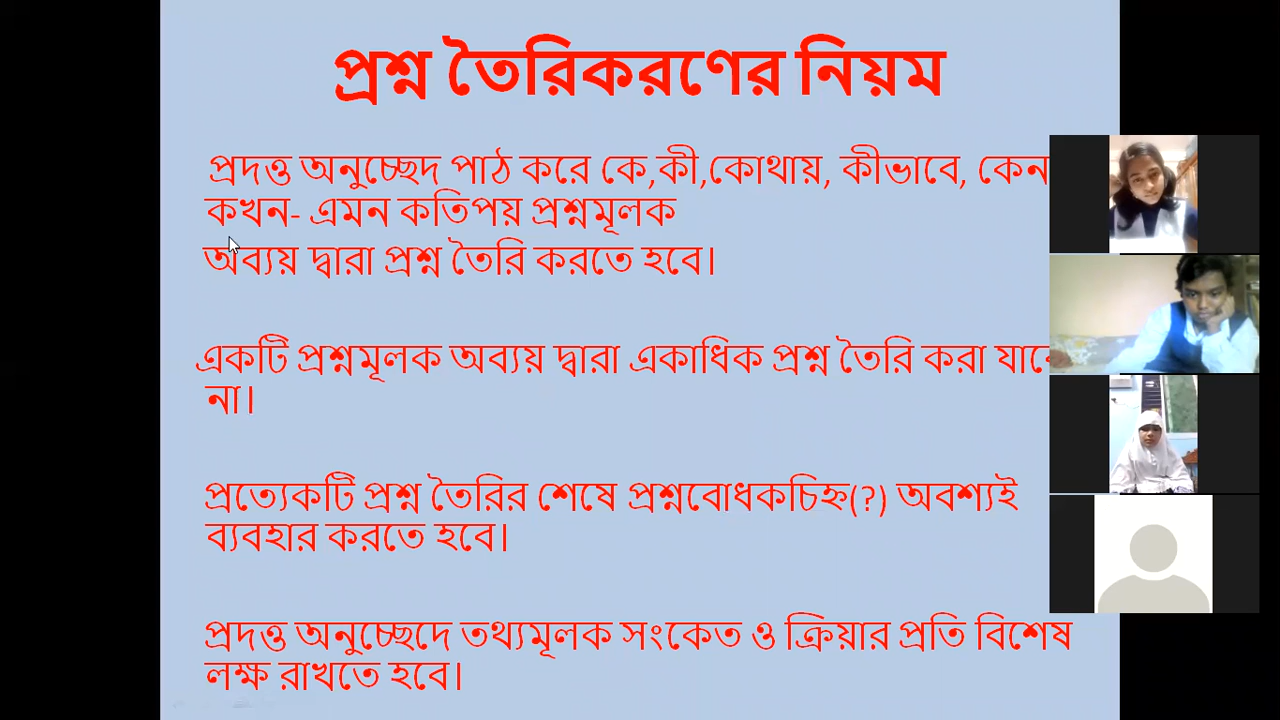 প্রশ্ন তৈরিকরণের নিয়ম
প্রদত্ত অনুচ্ছেদ পাঠ করে কে,কী,কোথায়, কীভাবে, কেন
কখন- এমন কতিপয় প্রশ্নমূলক
অব্যয় দ্বারা প্রশ্ন তৈরি করতে হবে।
একটি প্রশ্নমূলক অব্যয় দ্বারা একাধিক প্রশ্ন তৈরি করা
না।
প্রত্যেকটি প্রশ্ন তৈরির শেষে প্রশ্নবোধকচিহ্ন(?) অবশ্যই
ব্যবহার করতে হবে।
প্রদত্ত অনুচ্ছেদে তথ্যমূলক সংকেত ও ক্রিয়ার প্রতি বিশেষ
লক্ষ রাখতে হবে।